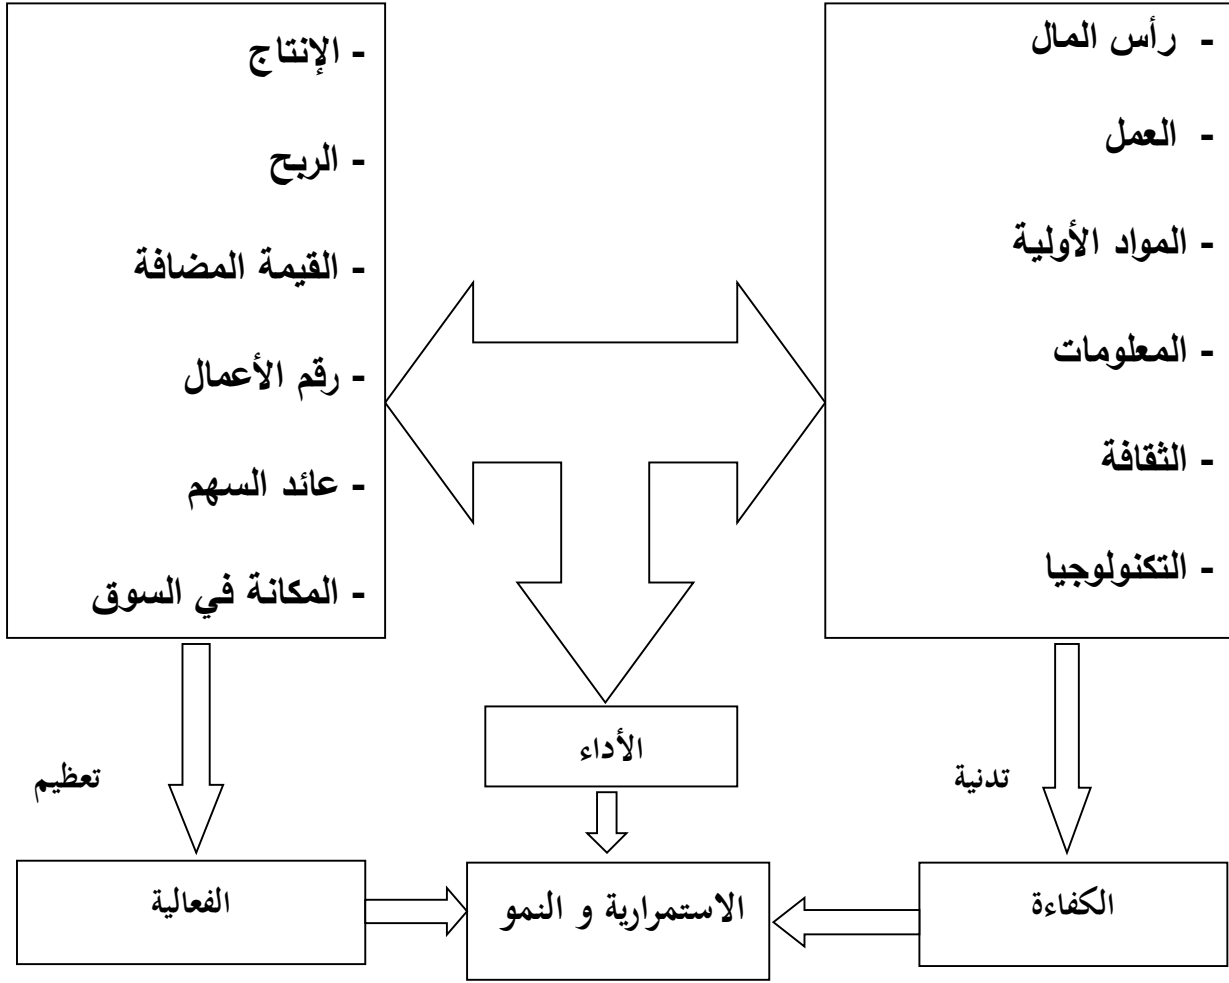 - رأس المال
- العمل
- المواد الأولية
- المعلومات
- الثقافة
- التكنولوجيا
- الإنتاج
- الربح
- القيمة المضافة
- رقم الأعمال
- عائد السهم
- المكانة في السوق
الأداء
تدنية
تعظيم
الكفاءة
الاستمرارية و النمو
الفعالية